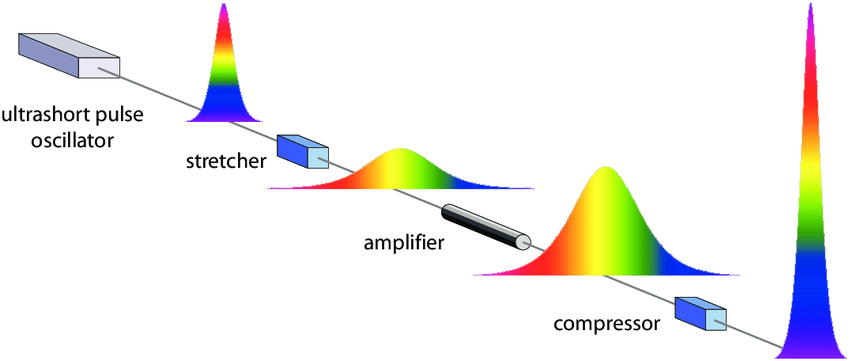 ultrashort pulse
oscillator
stretcher
amplifier
compressor